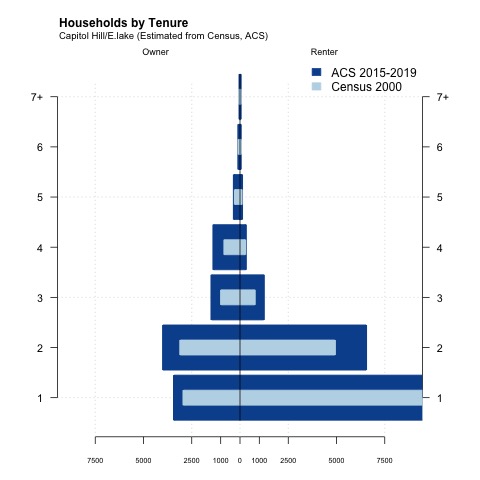 Households by Tenure
Capitol Hill/E.lake (Estimated from Census, ACS)
Owner Renter
ACS 2015-2019
Census 2000
7+ 7+
6 6
5 5
4 4
3 3
2 2
1 1
7500 5000 2500 1000 0 1000 2500 5000 7500